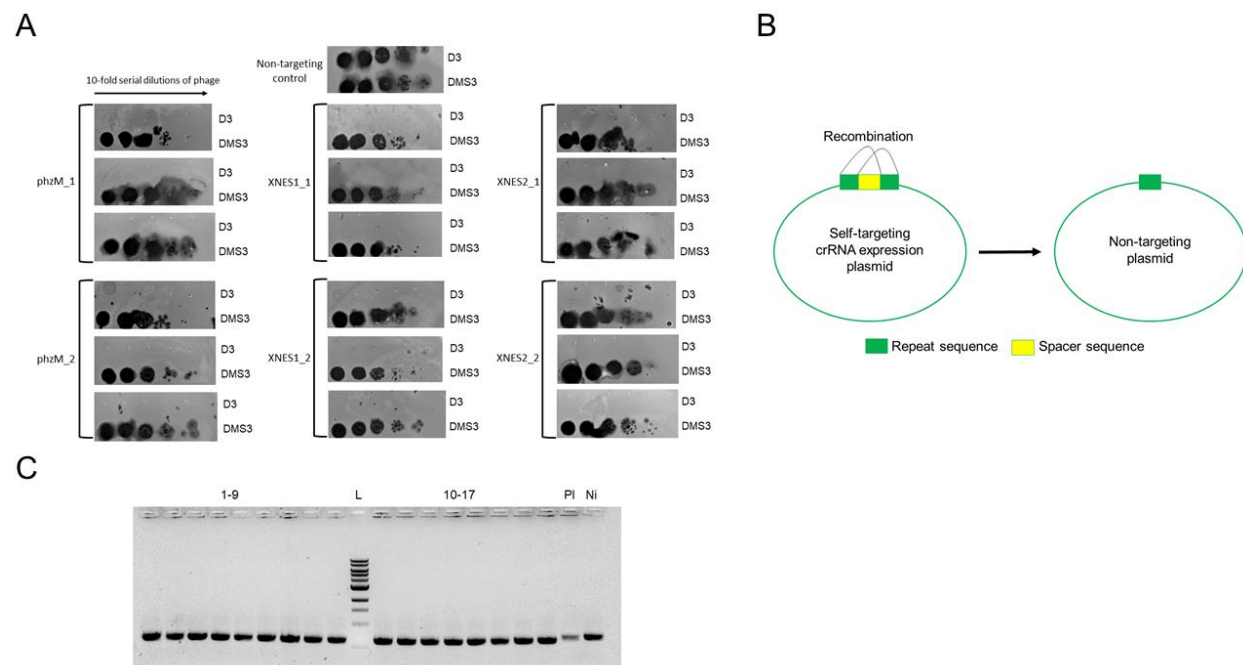 A
Non-targeting
control
D3
DMS3
10-fold serial dilutions of phage
phzM_1
D3
DMS3
D3
DMS3
D3
DMS3
XNES1_1
D3
DMS3
D3
DMS3
D3
DMS3
XNES2_1
D3
DMS3
D3
DMS3
D3
DMS3
phzM_2
D3
DMS3
D3
DMS3
D3
DMS3
XNES1_2
D3
DMS3
D3
DMS3
D3
DMS3
XNES2_2
D3
DMS3
D3
DMS3
D3
DMS3
B
Recombination
Self-targeting
crRNA expression
plasmid
Non-targeting
plasmid
Repeat sequence
Spacer sequence
C
1-9
L
10-17
Pl
Ni